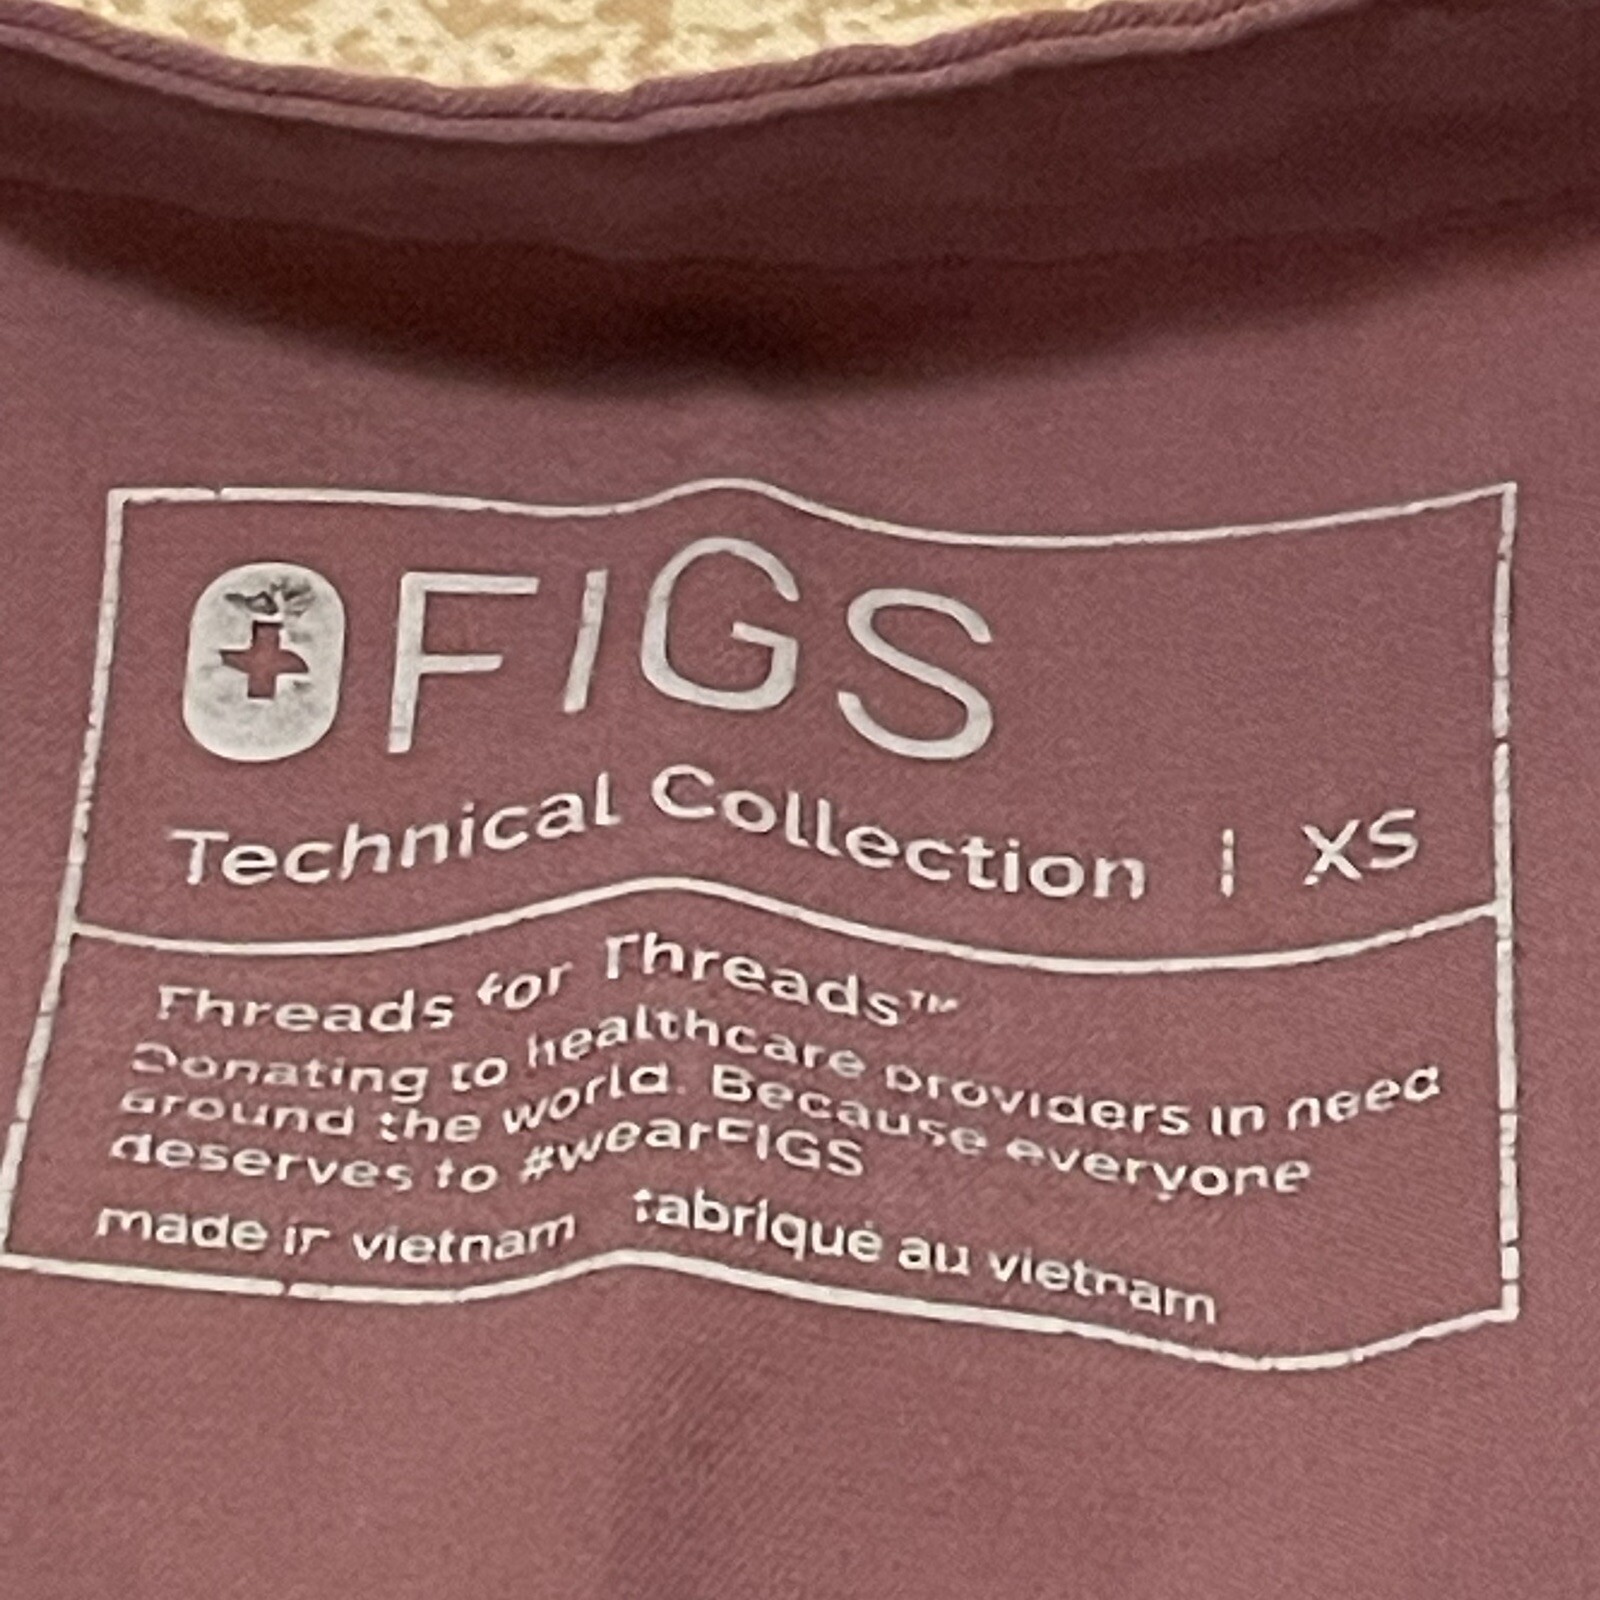 FIGS
Technical Collection | XS
Threads for Threads™
Donating to healthcare providers in need
around the world. Because everyone
deserves to #wearFIGS
made in vietnam fabriqué au vietnam